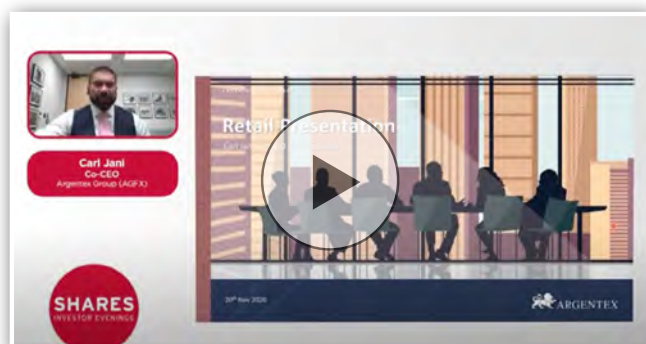 Retail Presentation
Carl Jani
Co-CEO
Argentex Group (AGFX)
SHARES
INVESTOR EVENINGS
20th Nov 2020
ARGENTEX